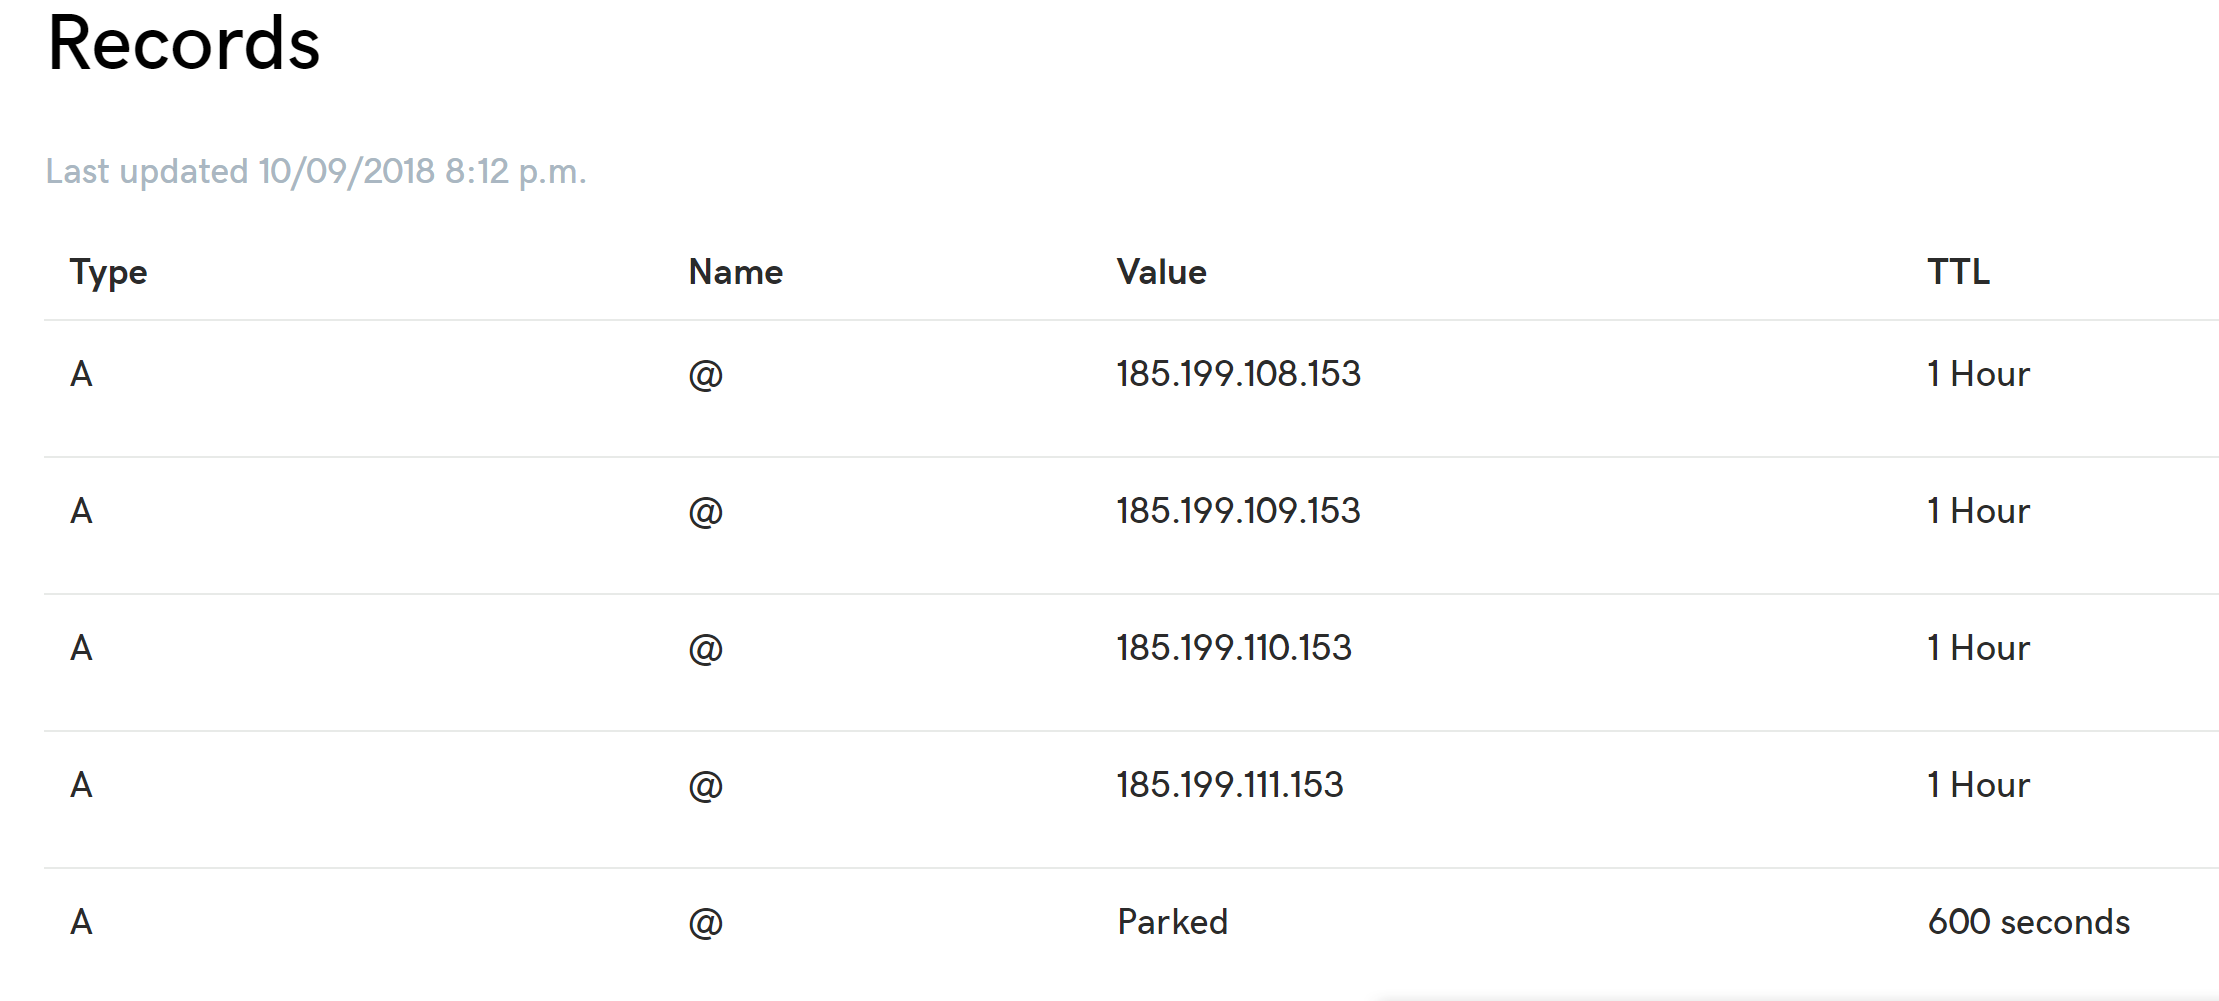 Records
Last updated 10/09/2018 8:12 p.m.
Type Name Value TTL
A @ 185.199.108.153 1 Hour
A @ 185.199.109.153 1 Hour
A @ 185.199.110.153 1 Hour
A @ 185.199.111.153 1 Hour
A @ Parked 600 seconds